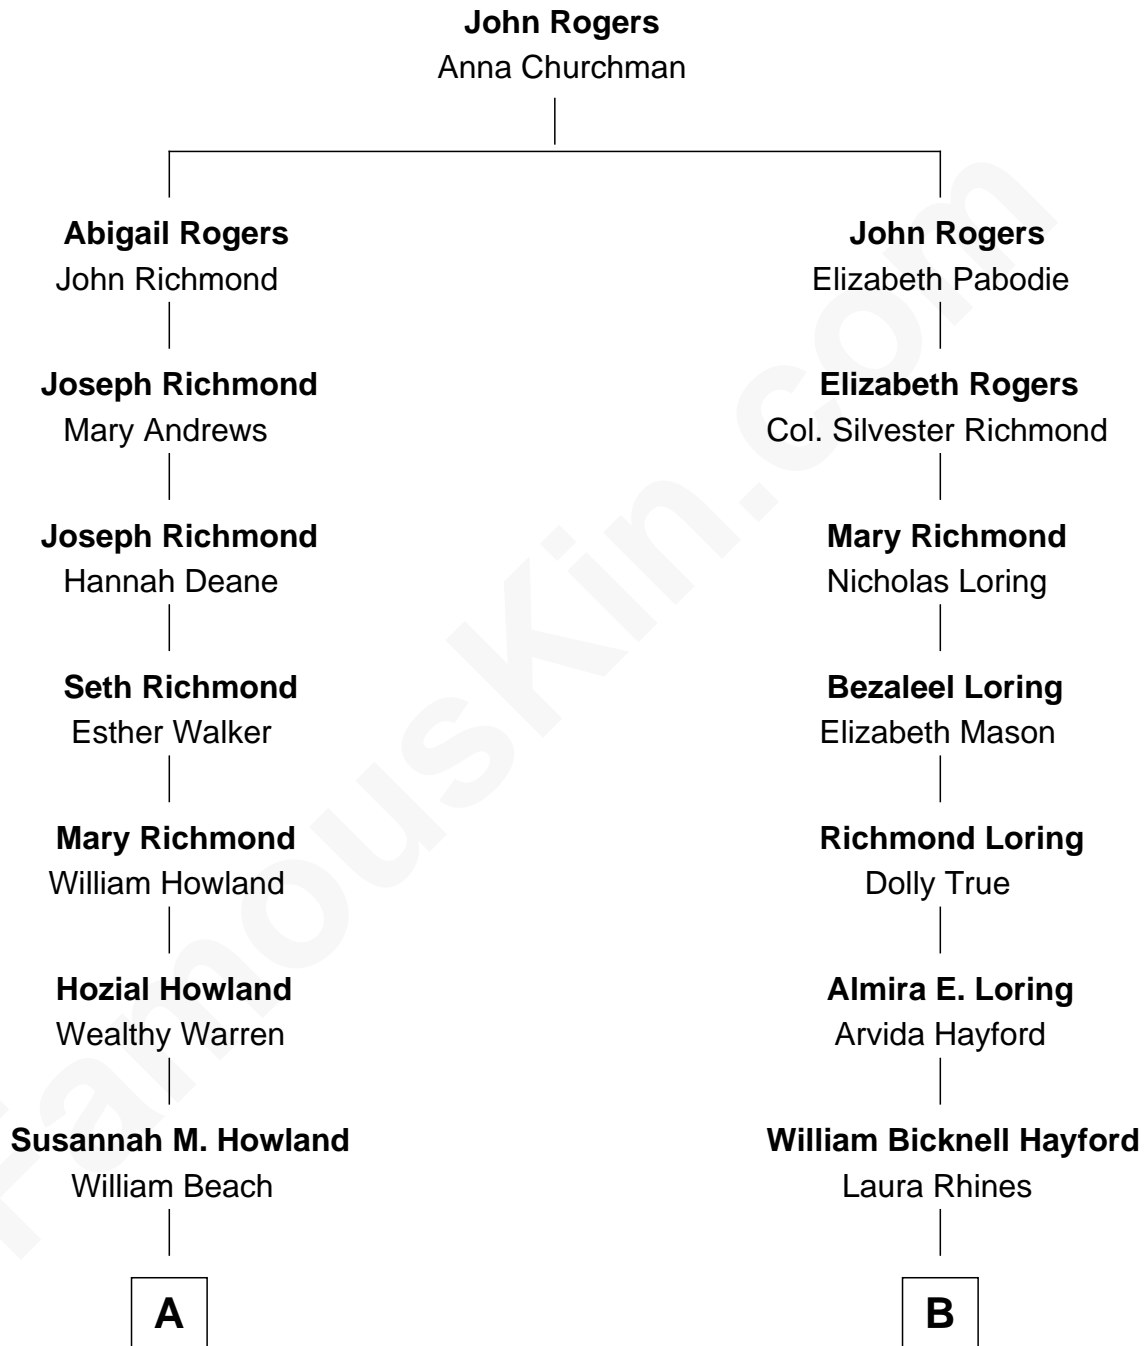 John Rogers
Anna Churchman
Abigail Rogers
John Richmond
John Rogers
Elizabeth Pabodie
Joseph Richmond
Mary Andrews
Elizabeth Rogers
Col. Silvester Richmond
Joseph Richmond
Hannah Deane
Mary Richmond
Nicholas Loring
Seth Richmond
Esther Walker
Bezaleel Loring
Elizabeth Mason
Mary Richmond
William Howland
Richmond Loring
Dolly True
Hozial Howland
Wealthy Warren
Almira E. Loring
Arvida Hayford
Susannah M. Howland
William Beach
William Bicknell Hayford
Laura Rhines
A
B
FamousKin.com